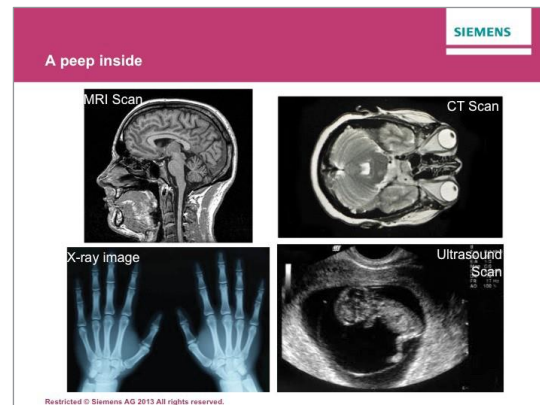 SIEMENS
A peep inside
MRI Scan
CT Scan
X-ray image
Ultrasound
Scan
Restricted © Siemens AG 2013 All rights reserved.